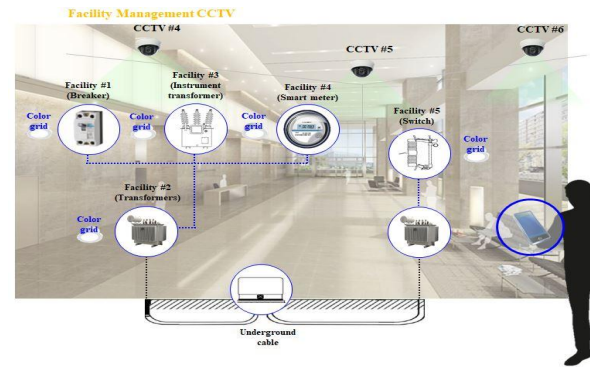 Facility Management CCTV
CCTV #4
CCTV #5
CCTV #6
Facility #1
(Breaker)
Facility #3
(Instrument
transformer)
Facility #4
(Smart meter)
Facility #5
(Switch)
Color
grid
Color
grid
Color
grid
Color
grid
Facility #2
(Transformers)
Color
grid
Underground
cable